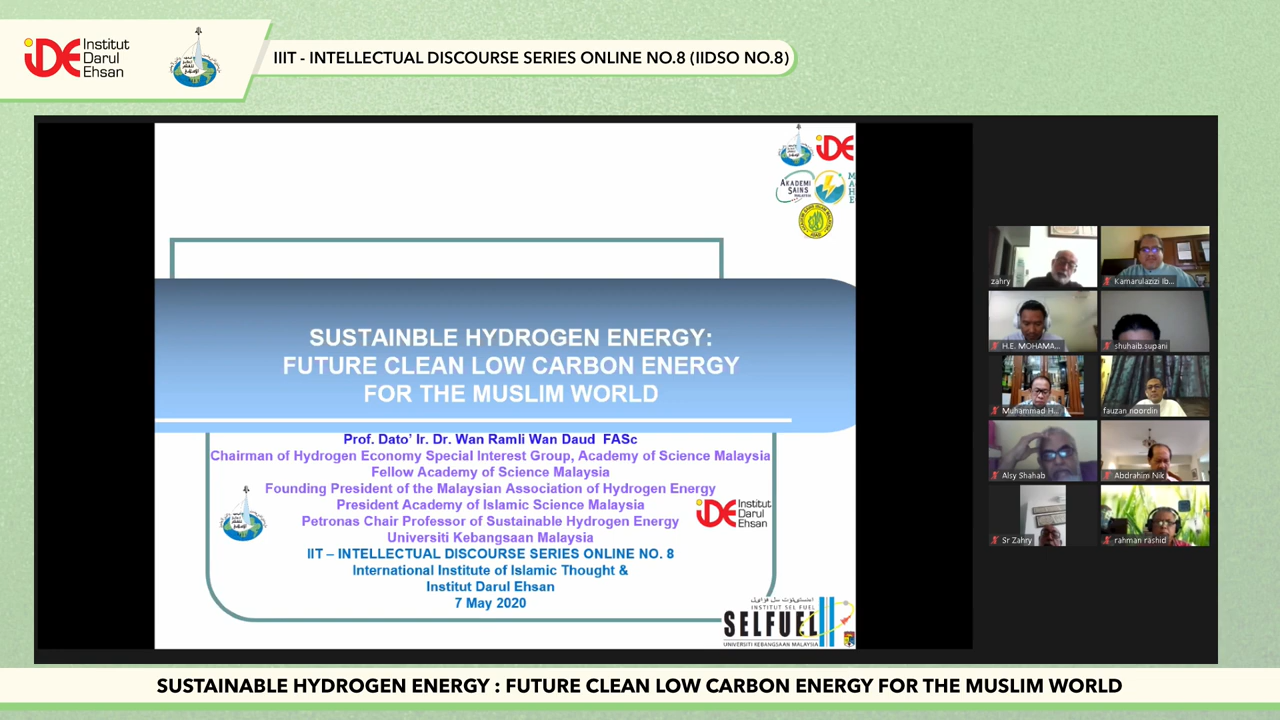 iDE Institut
Darul
Ehsan
IIIT - INTELLECTUAL DISCOURSE SERIES ONLINE NO.8 (IIDSO NO.8)
iDE
AKADEMI
SAINS
MALAYSIA
SUSTAINBLE HYDROGEN ENERGY:
FUTURE CLEAN LOW CARBON ENERGY
FOR THE MUSLIM WORLD
Prof. Dato' Ir. Dr. Wan Ramli Wan Daud FASc
Chairman of Hydrogen Economy Special Interest Group, Academy of Science Malaysia
Fellow Academy of Science Malaysia
Founding President of the Malaysian Association of Hydrogen Energy
President Academy of Islamic Science Malaysia
Petronas Chair Professor of Sustainable Hydrogen Energy
Universiti Kebangsaan Malaysia
IIT – INTELLECTUAL DISCOURSE SERIES ONLINE NO. 8
International Institute of Islamic Thought &
Institut Darul Ehsan
7 May 2020
iDE Institut
Darul
Ehsan
INSTITUT SEL FUEL
SELFUEL
UNIVERSITI KEBANGSAAN MALAYSIA
zahry
Kamarulazizi Ib...
H.E. MOHAMA...
shuhaib.supani
Muhammad H...
fauzan noordin
Alsy Shahab
Abdrahim Nik
Sr Zahry
rahman rashid
SUSTAINABLE HYDROGEN ENERGY : FUTURE CLEAN LOW CARBON ENERGY FOR THE MUSLIM WORLD